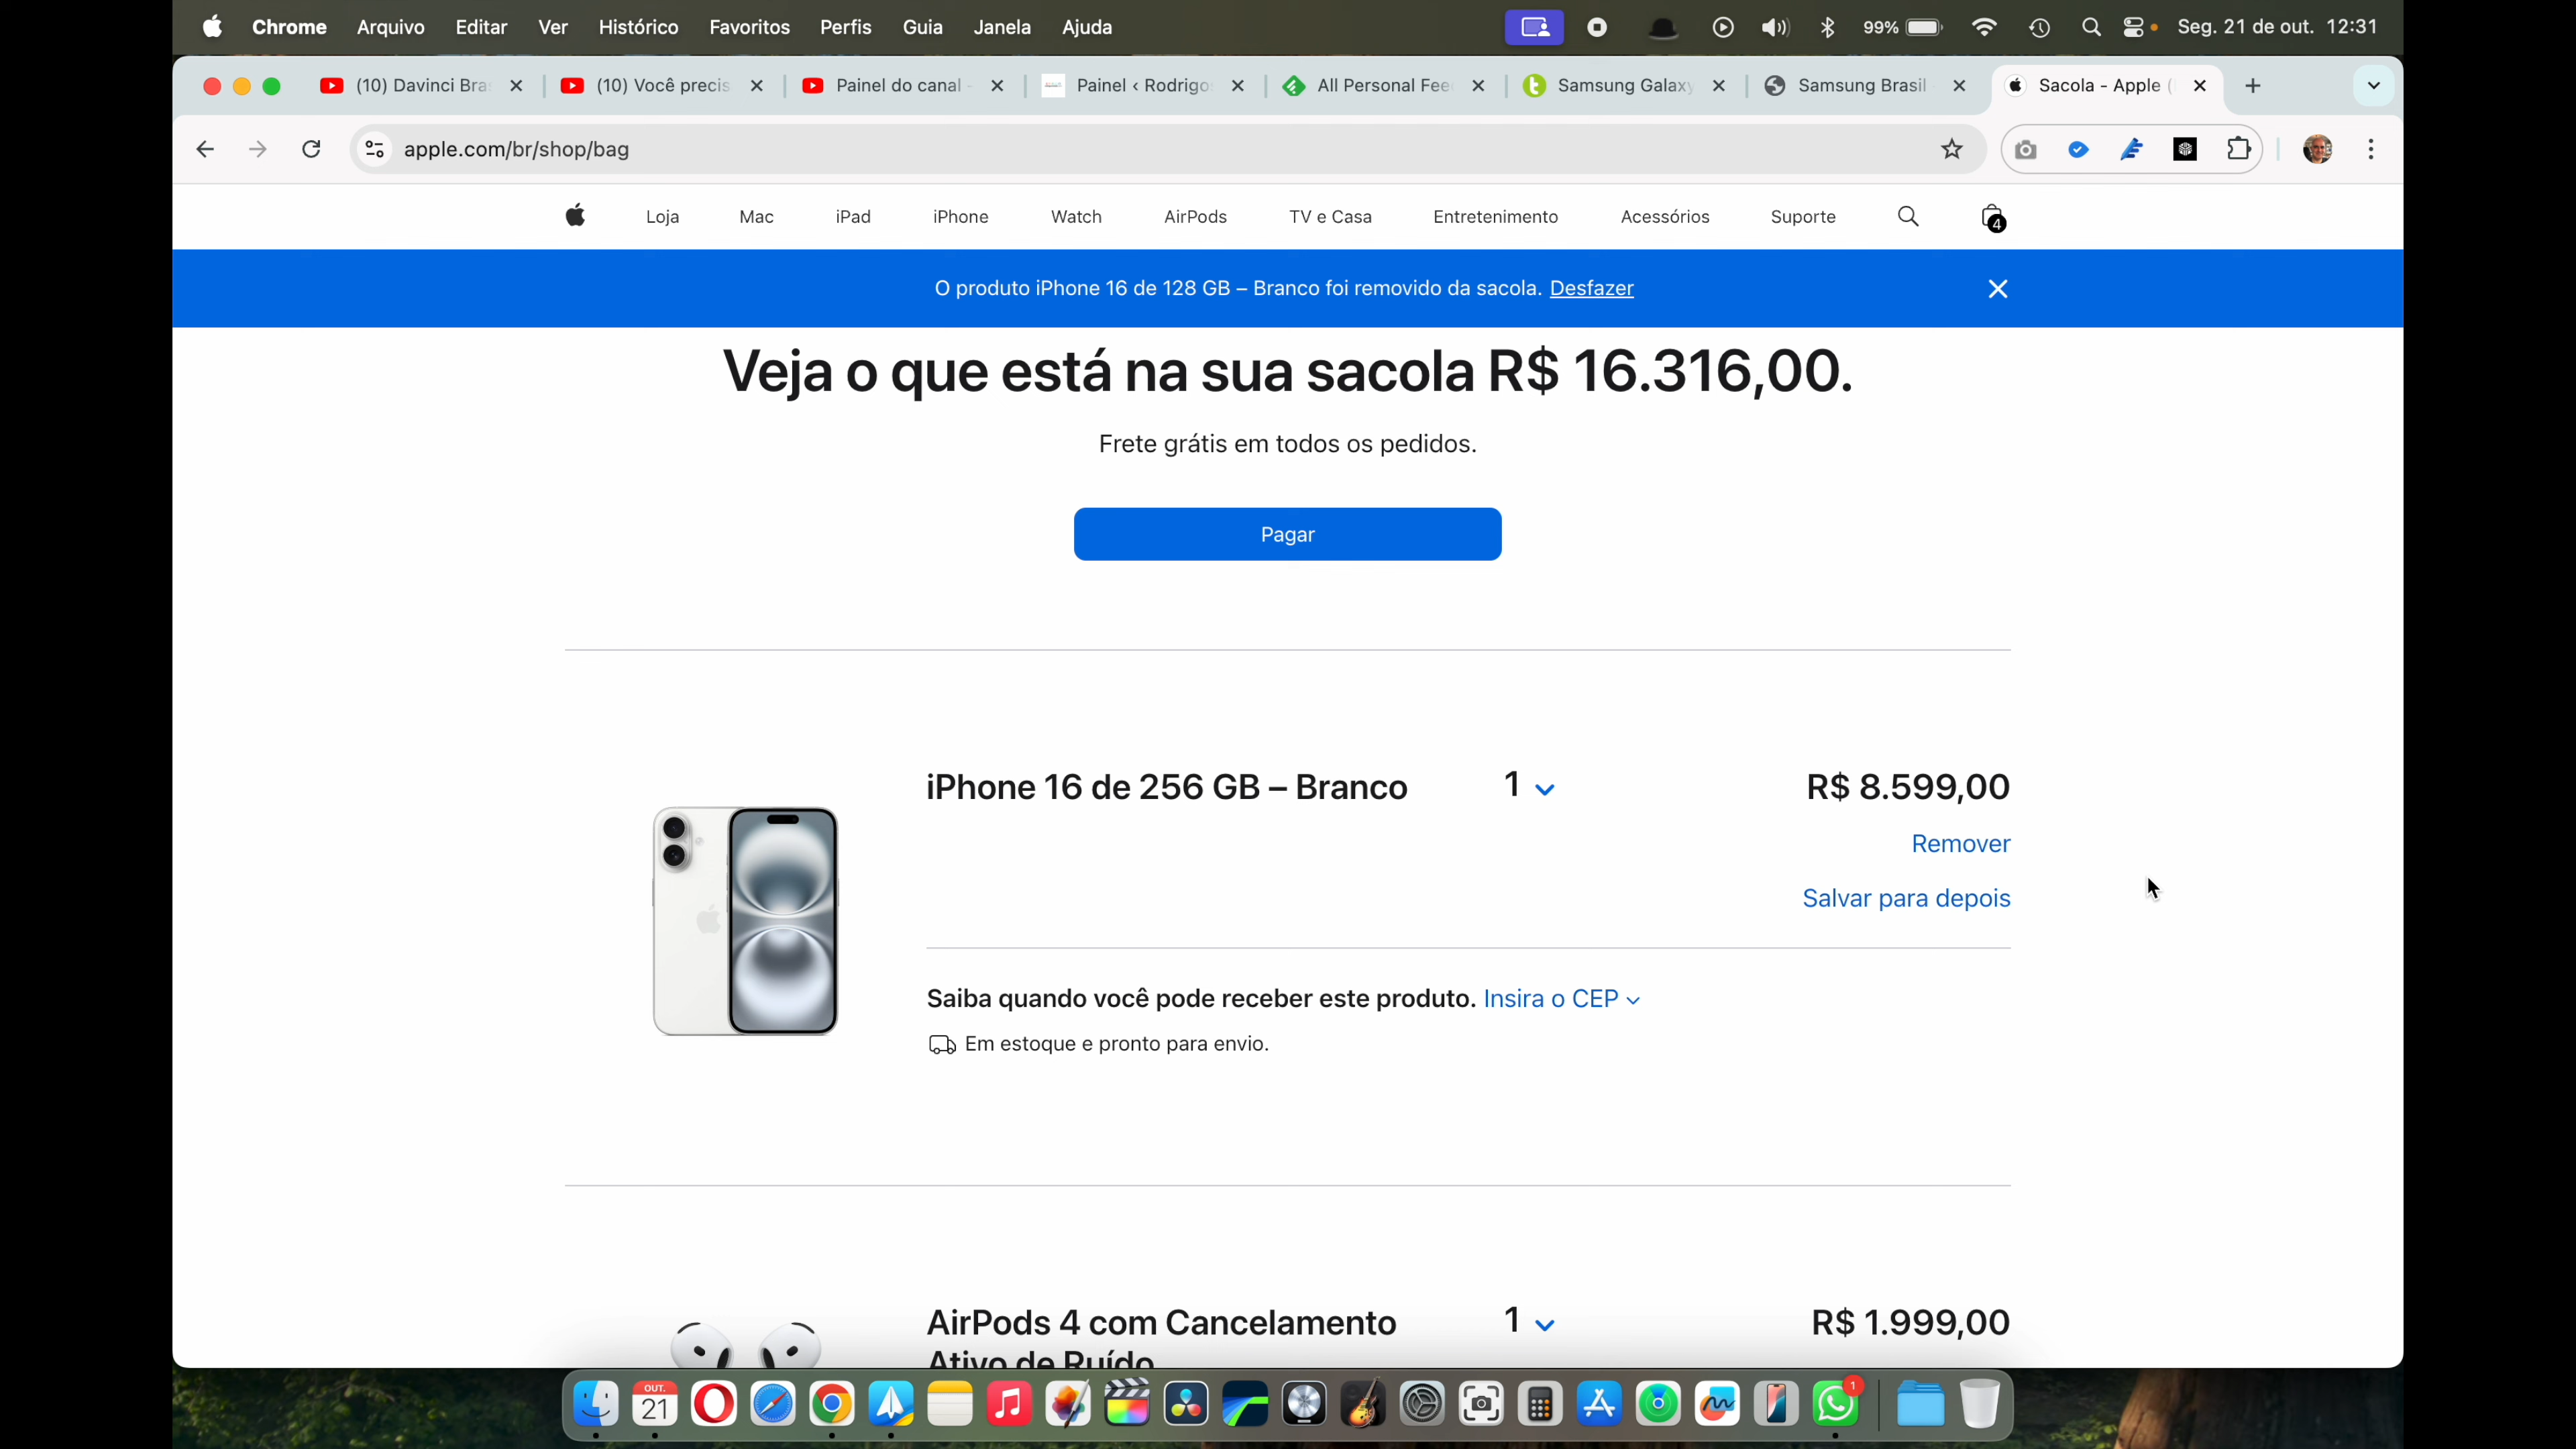 Chrome Arquivo Editar Ver Histórico Favoritos Perfis Guia Janela Ajuda 99% Seg. 21 de out. 12:31
(10) Davinci Bra (10) Você precis Painel do canal - Painel ‹ Rodrigo All Personal Fee Samsung Galaxy Samsung Brasil Sacola - Apple (
apple.com/br/shop/bag
Loja Mac iPad iPhone Watch AirPods TV e Casa Entretenimento Acessórios Suporte 4
O produto iPhone 16 de 128 GB – Branco foi removido da sacola. Desfazer
Veja o que está na sua sacola R$ 16.316,00.
Frete grátis em todos os pedidos.
Pagar
iPhone 16 de 256 GB – Branco 1 R$ 8.599,00
Remover
Salvar para depois
Saiba quando você pode receber este produto. Insira o CEP
Em estoque e pronto para envio.
AirPods 4 com Cancelamento 1 R$ 1.999,00
Ativo de Ruído
OUT.
21
1